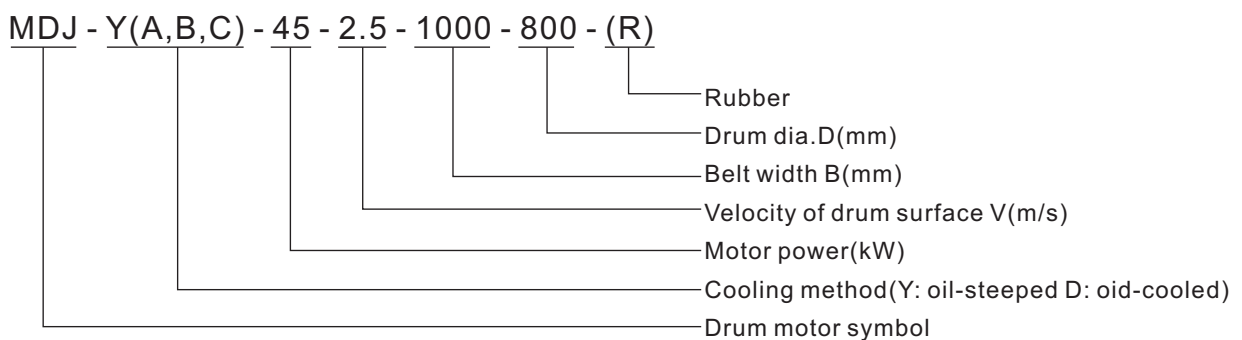 MDJ - Y(A,B,C) - 45 - 2.5 - 1000 - 800 - (R)
Rubber
Drum dia.D(mm)
Belt width B(mm)
Velocity of drum surface V(m/s)
Motor power(kW)
Cooling method(Y: oil-steeped D: oid-cooled)
Drum motor symbol